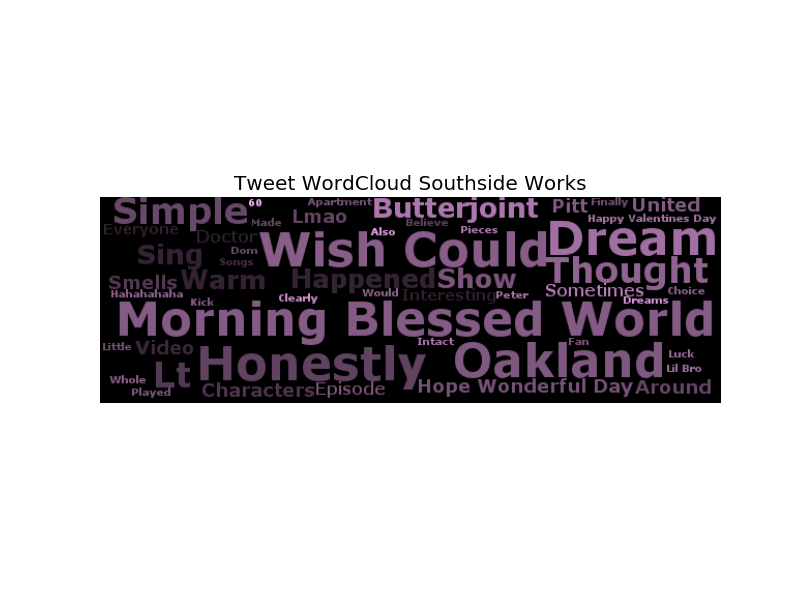 Tweet WordCloud Southside Works
Simple
60
Apartment
Butterjoint
Pitt
Finally
United
Made
Lmao
Believe
Happy Valentines Day
Everyone
Doctor
Also
Pieces
Wish Could
Dream
Sing
Dom
Songs
Thought
Smells
Warm
Happened
Show
Sometimes
Choice
Hahahahaha
Kick
Clearly
Would
Interesting
Peter
Dreams
Morning Blessed World
Little
Video
Intact
Fan
Honestly
Oakland
Luck
Lil Bro
Whole
Lt
Played
Characters
Episode
Hope Wonderful Day
Around